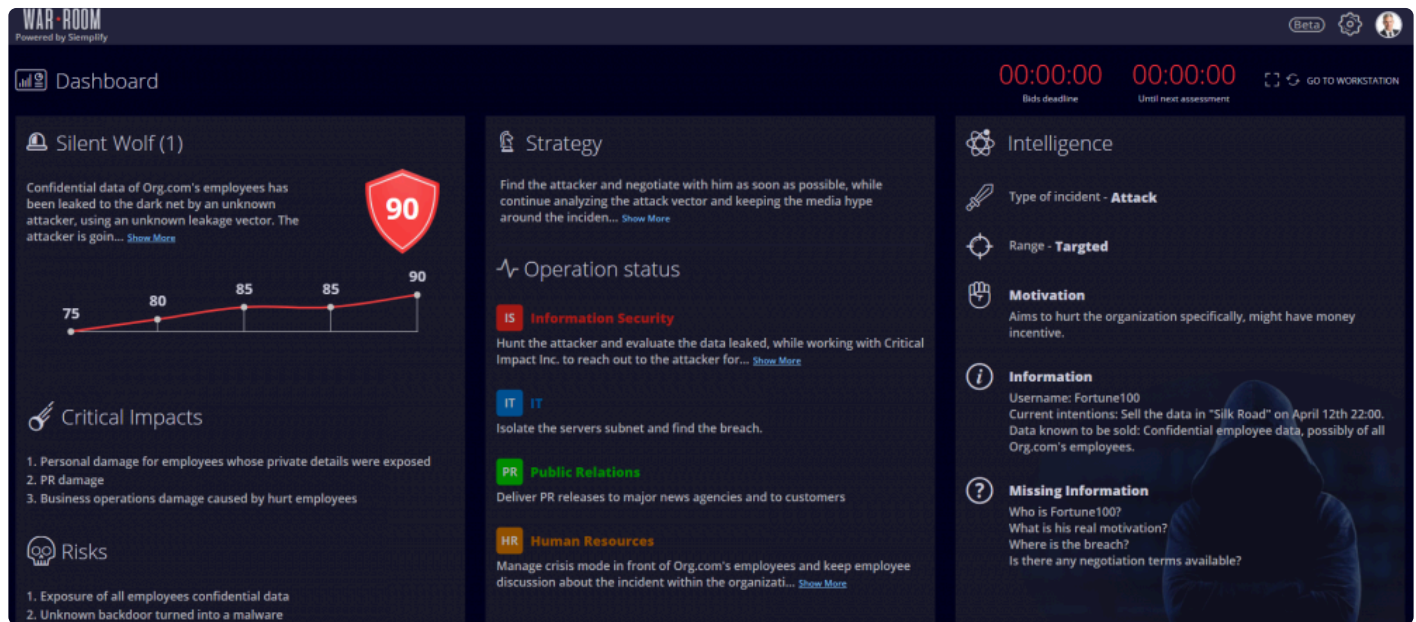 WAR·ROOM
Powered by Siemplify
Beta
Dashboard
00:00:00
Bids deadline
00:00:00
Until next assessment
GO TO WORKSTATION
Silent Wolf (1)
Confidential data of Org.com's employees has
been leaked to the dark net by an unknown
attacker, using an unknown leakage vector. The
attacker is goin... Show More
90
75
80
85
85
90
Critical Impacts
1. Personal damage for employees whose private details were exposed
2. PR damage
3. Business operations damage caused by hurt employees
Risks
1. Exposure of all employees confidential data
2. Unknown backdoor turned into a malware
Strategy
Find the attacker and negotiate with him as soon as possible, while
continue analyzing the attack vector and keeping the media hype
around the inciden... Show More
Operation status
IS Information Security
Hunt the attacker and evaluate the data leaked, while working with Critical
Impact Inc. to reach out to the attacker for... Show More
IT IT
Isolate the servers subnet and find the breach.
PR Public Relations
Deliver PR releases to major news agencies and to customers
HR Human Resources
Manage crisis mode in front of Org.com's employees and keep employee
discussion about the incident within the organizati... Show More
Intelligence
Type of incident - Attack
Range - Targted
Motivation
Aims to hurt the organization specifically, might have money
incentive.
Information
Username: Fortune100
Current intentions: Sell the data in "Silk Road" on April 12th 22:00.
Data known to be sold: Confidential employee data, possibly of all
Org.com's employees.
Missing Information
Who is Fortune100?
What is his real motivation?
Where is the breach?
Is there any negotiation terms available?